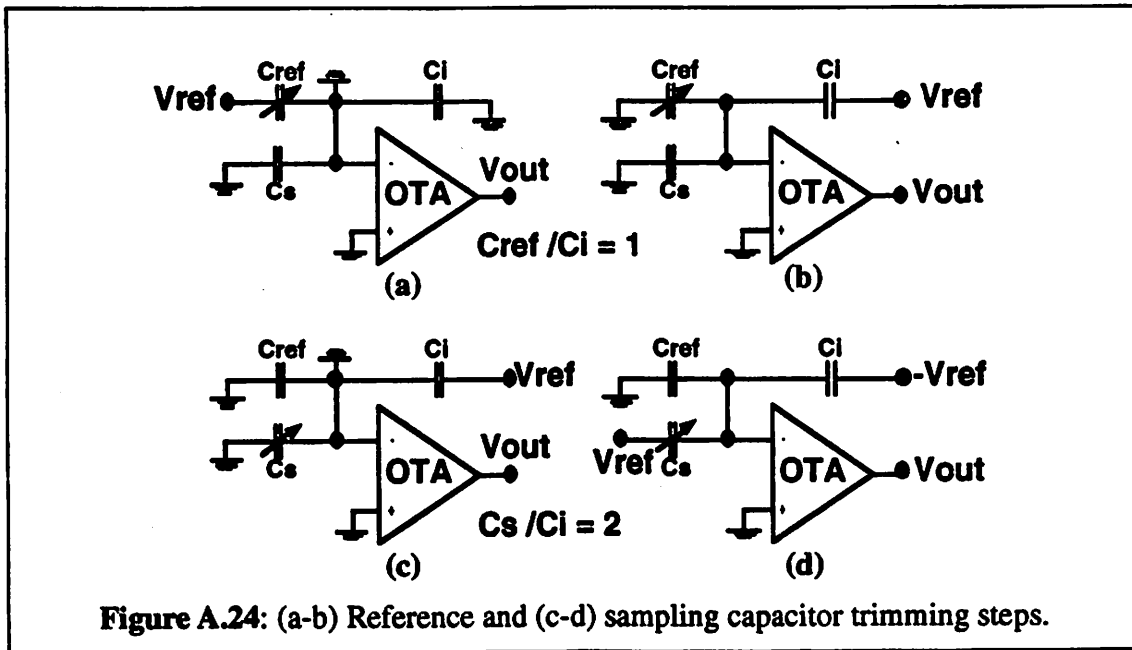 Cref
Ci
Vref
Cs
-
OTA
+
Vout
Cref /Ci = 1
(a)
Cref
Ci
Vref
Cs
-
OTA
+
Vout
(b)
Cref
Ci
Vref
Cs
-
OTA
+
Vout
Cs /Ci = 2
(c)
Cref
Ci
-Vref
Vref
Cs
-
OTA
+
Vout
(d)
Figure A.24: (a-b) Reference and (c-d) sampling capacitor trimming steps.